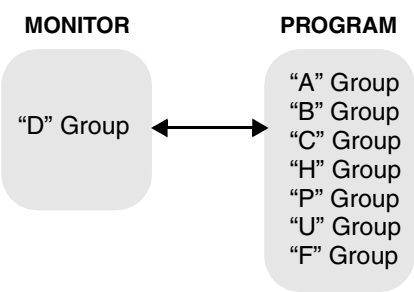 MONITOR
PROGRAM
“D” Group
“A” Group
“B” Group
“C” Group
“H” Group
“P” Group
“U” Group
“F” Group